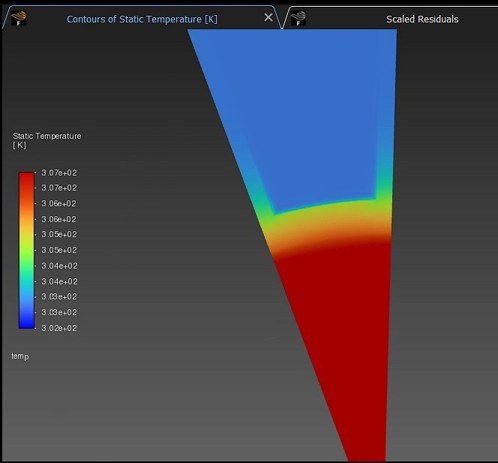 Contours of Static Temperature [K]
Scaled Residuals
Static Temperature
[ K]
3.07e+02
3.07e+02
3.06e+02
3.06e+02
3.05e+02
3.05e+02
3.04e+02
3.04e+02
3.03e+02
3.03e+02
3.02e+02
temp